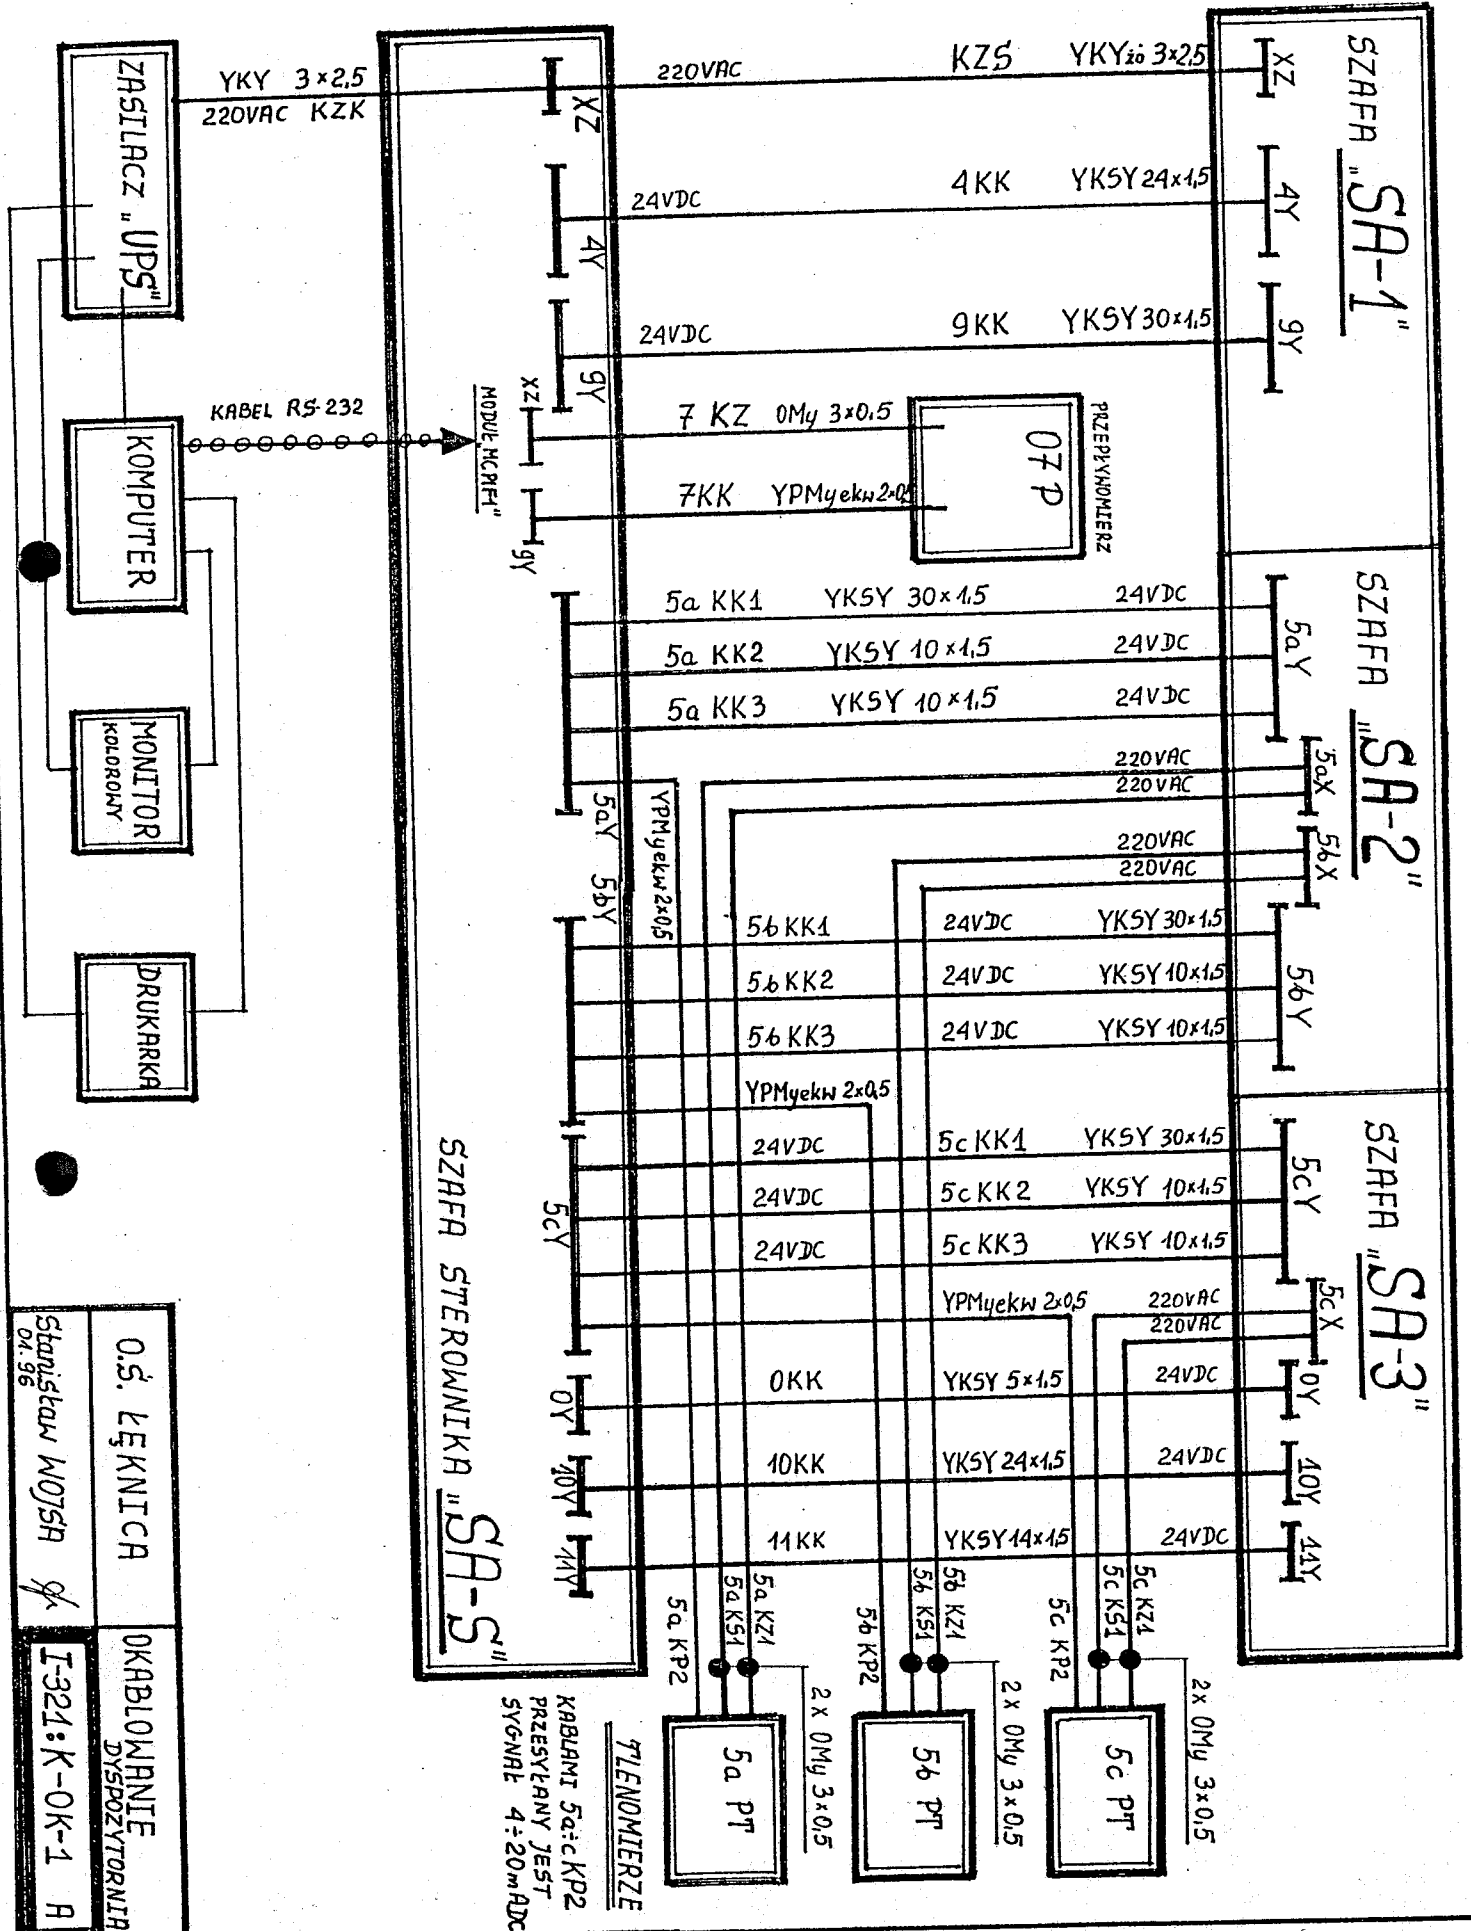 SZAFA „SA-1"
SZAFA „SA-2"
SZAFA „SA-3"
XZ
4Y
9Y
5aY
5aX
5bX
5bY
5cY
5cX
0Y
10Y
11Y
ZASILACZ „UPS"
YKY 3×2,5
220VAC KZK
220VAC KZS YKYżo 3×2,5
XZ
24VDC 4KK YKSY 24×1,5
4Y
24VDC 9KK YKSY 30×1,5
9Y
KABEL RS-232
MODUŁ „MCPIFM"
XZ
7 KZ OMy 3×0,5
7KK YPMyekw 2×0,5
9Y
07 P
PRZEPŁYWOMIERZ
KOMPUTER
MONITOR
KOLOROWY
DRUKARKA
5a KK1 YKSY 30×1,5 24VDC
5a KK2 YKSY 10×1,5 24VDC
5a KK3 YKSY 10×1,5 24VDC
220VAC
220VAC
5aY
YPMyekw 2×0,5
220VAC
220VAC
5bY
5b KK1 24VDC YKSY 30×1,5
5b KK2 24VDC YKSY 10×1,5
5b KK3 24VDC YKSY 10×1,5
YPMyekw 2×0,5
24VDC 5c KK1 YKSY 30×1,5
24VDC 5c KK2 YKSY 10×1,5
24VDC 5c KK3 YKSY 10×1,5
5cY
YPMyekw 2×0,5 220VAC
220VAC
0KK YKSY 5×1,5 24VDC
0Y
10KK YKSY 24×1,5 24VDC
10Y
11KK YKSY 14×1,5 24VDC
11Y
SZAFA STEROWNIKA „SA-S"
5c KZ1
5c KS1
5c KP2
5b KZ1
5b KS1
5b KP2
5a KZ1
5a KS1
5a KP2
2 x OMy 3×0,5
5c PT
2 x OMy 3×0,5
5b PT
2 x OMy 3×0,5
5a PT
TLENOMIERZE
KABLAMI 5a÷c KP2
PRZESYŁANY JEST
SYGNAŁ 4÷20mADC
O.Ś. ŁĘKNICA
Stanisław WOJSA
04.96
OKABLOWANIE
DYSPOZYTORNIA
I-321:K-OK-1 A